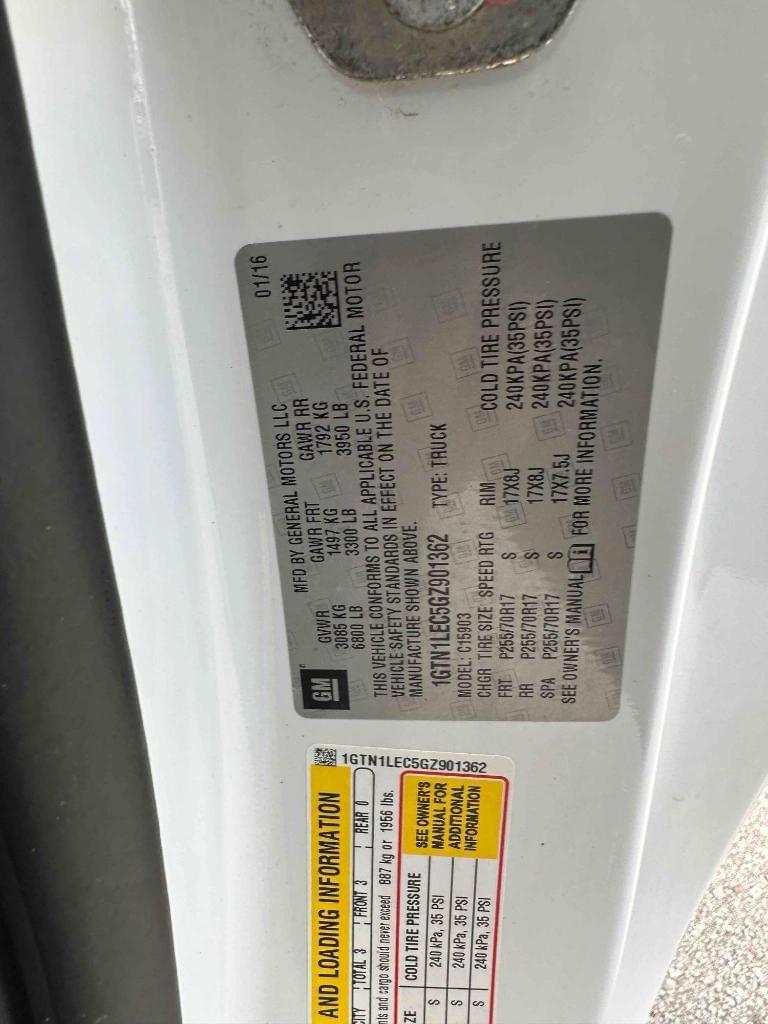 MFD BY GENERAL MOTORS LLC 01/16
GM
GVWR GAWR FRT GAWR RR
3085 KG 1497 KG 1792 KG
6800 LB 3300 LB 3950 LB
THIS VEHICLE CONFORMS TO ALL APPLICABLE U.S. FEDERAL MOTOR
VEHICLE SAFETY STANDARDS IN EFFECT ON THE DATE OF
MANUFACTURE SHOWN ABOVE.
1GTN1LEC5GZ901362 TYPE: TRUCK
MODEL: C15903
CHGR TIRE SIZE SPEED RTG RIM COLD TIRE PRESSURE
FRT P255/70R17 S 17X8J 240KPA(35PSI)
RR P255/70R17 S 17X8J 240KPA(35PSI)
SPA P255/70R17 S 17X7.5J 240KPA(35PSI)
SEE OWNER'S MANUAL i FOR MORE INFORMATION.
AND LOADING INFORMATION
1GTN1LEC5GZ901362
TOTAL 3 FRONT 3 REAR 0
and cargo should never exceed 887 kg or 1956 lbs.
COLD TIRE PRESSURE
S 240 kPa, 35 PSI
S 240 kPa, 35 PSI
S 240 kPa, 35 PSI
SEE OWNER'S
MANUAL FOR
ADDITIONAL
INFORMATION